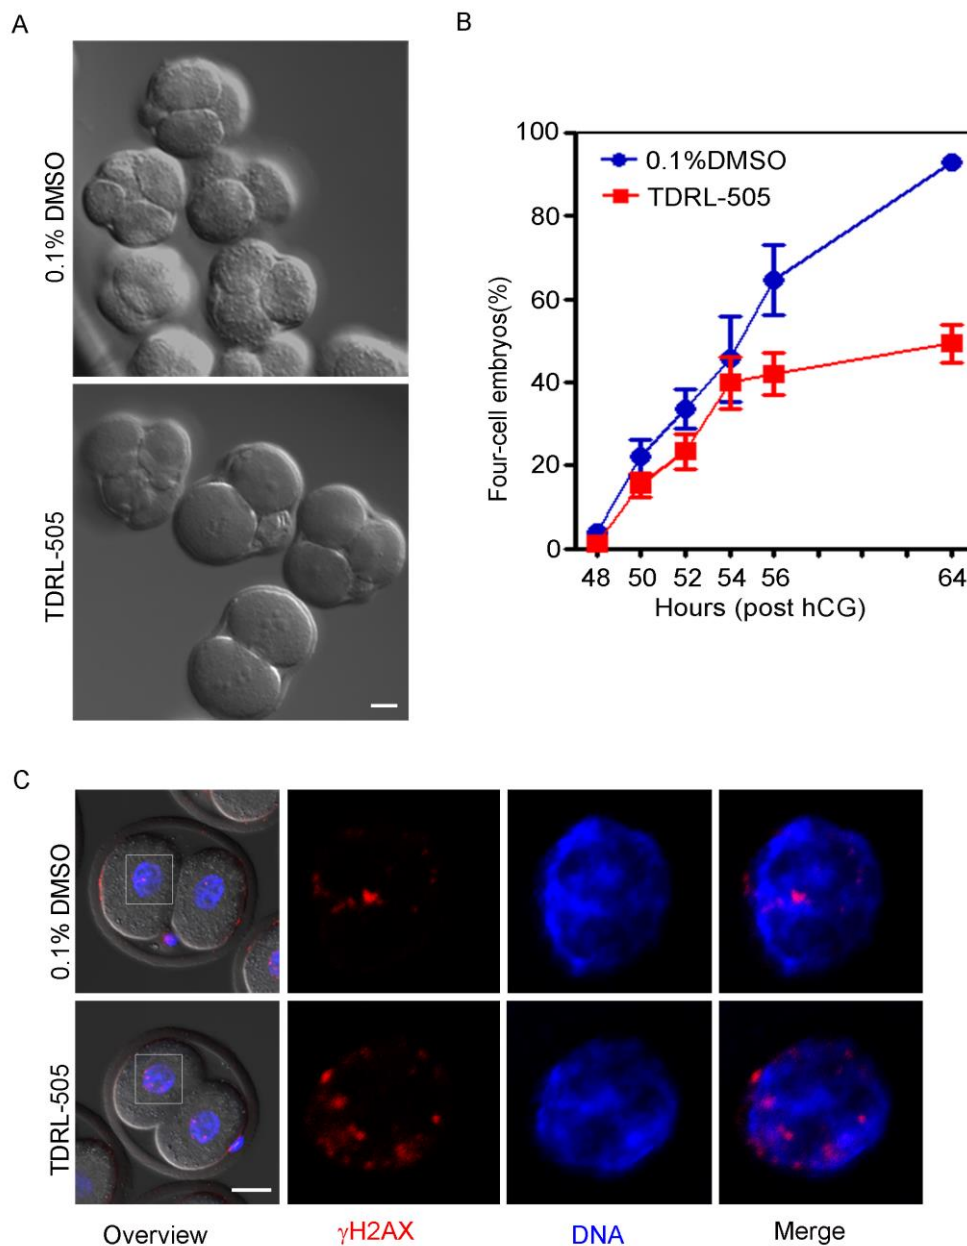 A
0.1% DMSO
TDRL-505
B
100
80
60
40
20
0
Four-cell embryos(%)
0.1%DMSO
TDRL-505
48 50 52 54 56 64
Hours (post hCG)
C
0.1% DMSO
TDRL-505
Overview γH2AX DNA Merge